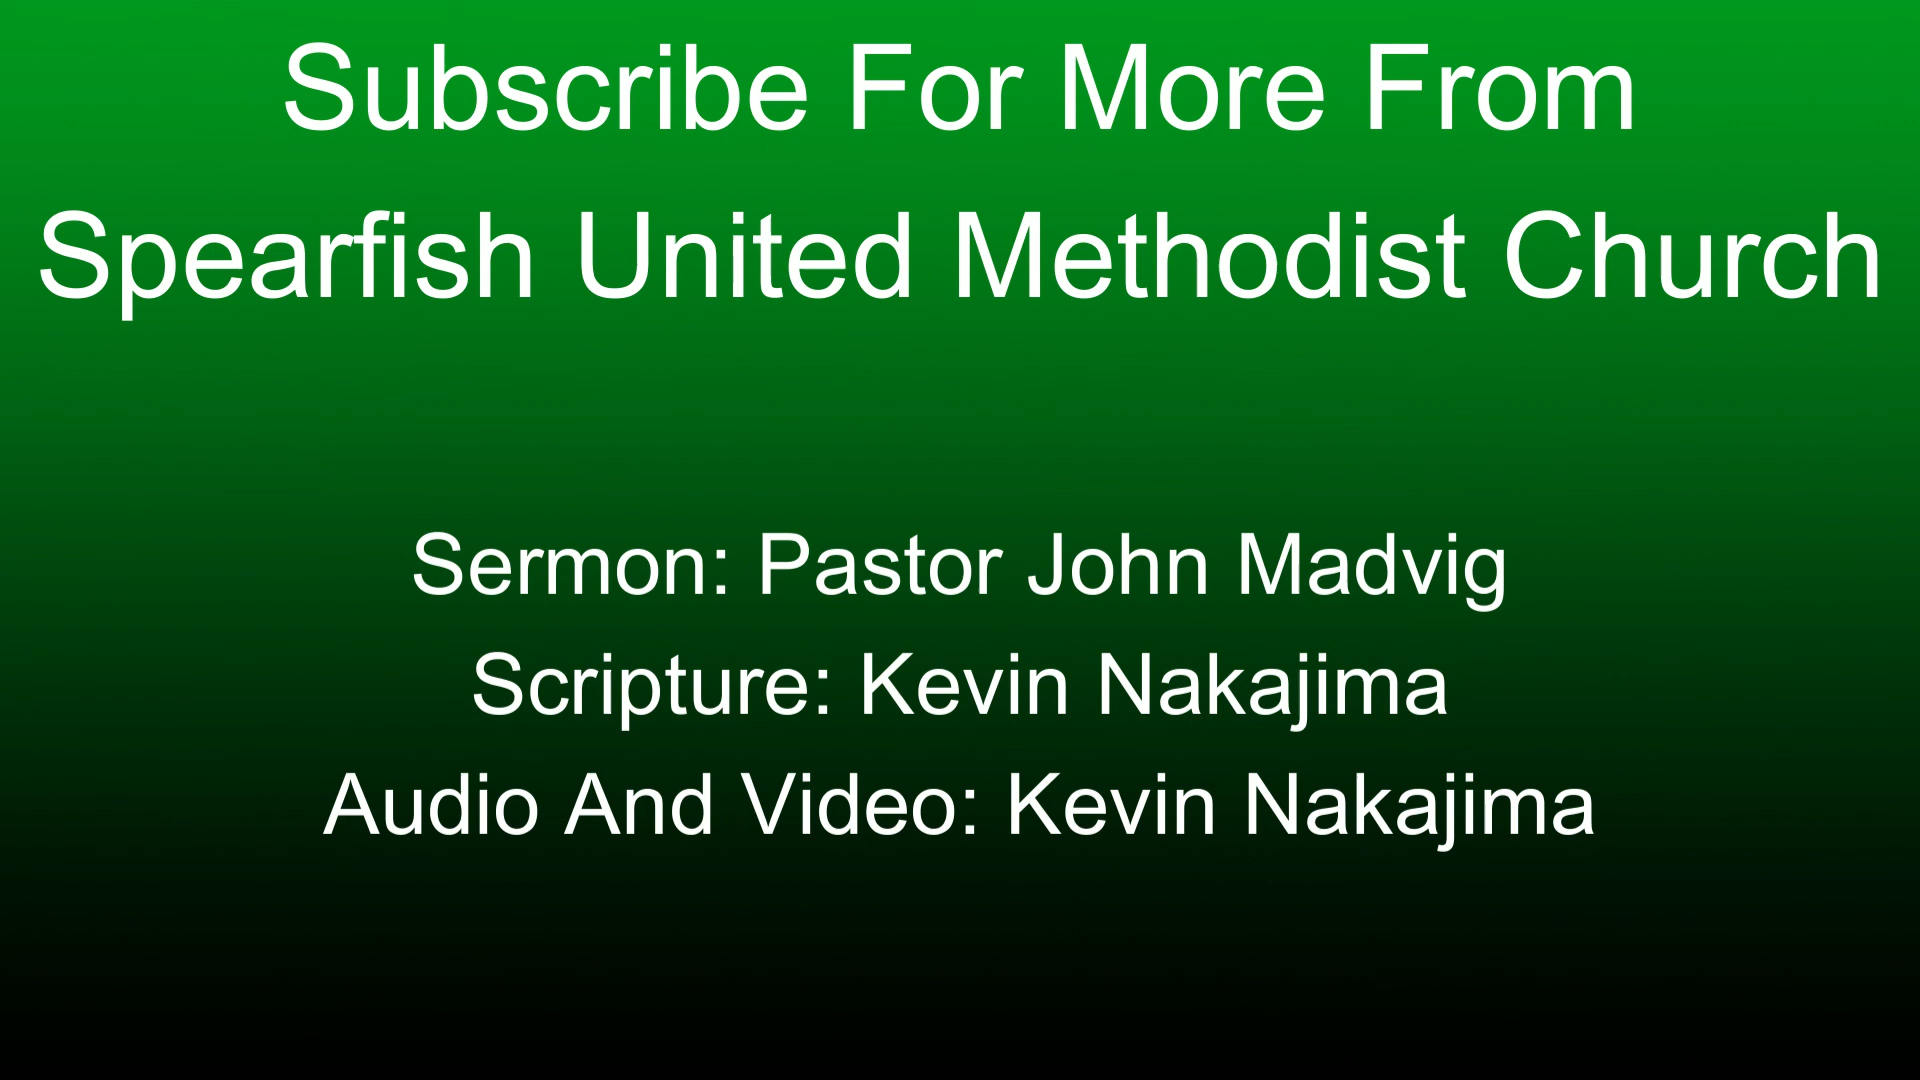 Subscribe For More From
Spearfish United Methodist Church
Sermon: Pastor John Madvig
Scripture: Kevin Nakajima
Audio And Video: Kevin Nakajima